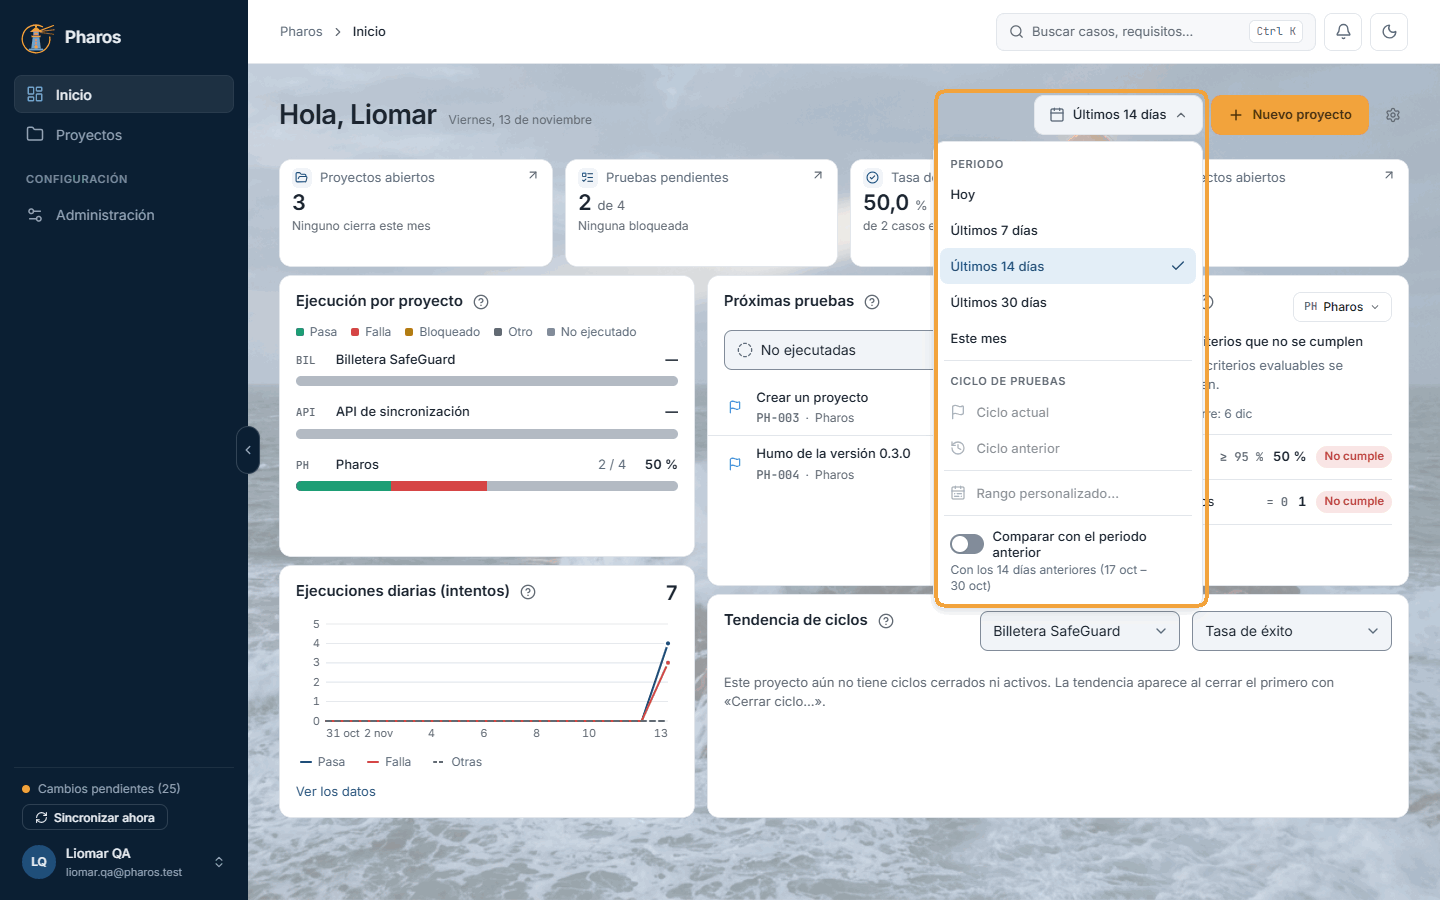 Pharos
Inicio
Proyectos
CONFIGURACIÓN
Administración
Cambios pendientes (25)
Sincronizar ahora
LQ
Liomar QA
liomar.qa@pharos.test
Pharos
Inicio
Buscar casos, requisitos...
Ctrl K
Hola, Liomar
Viernes, 13 de noviembre
Últimos 14 días
Nuevo proyecto
Proyectos abiertos
3
Ninguno cierra este mes
Pruebas pendientes
2 de 4
Ninguna bloqueada
Tasa d
50,0 %
de 2 casos e
ctos abiertos
PERIODO
Hoy
Últimos 7 días
Últimos 14 días
Últimos 30 días
Este mes
CICLO DE PRUEBAS
Ciclo actual
Ciclo anterior
Rango personalizado...
Comparar con el periodo
anterior
Con los 14 días anteriores (17 oct –
30 oct)
Ejecución por proyecto
Pasa
Falla
Bloqueado
Otro
No ejecutado
BIL Billetera SafeGuard —
API API de sincronización —
PH Pharos 2 / 4 50 %
Próximas pruebas
No ejecutadas
Crear un proyecto
PH-003 · Pharos
Humo de la versión 0.3.0
PH-004 · Pharos
PH Pharos
terios que no se cumplen
criterios evaluables se
n.
re: 6 dic
≥ 95 % 50 % No cumple
os = 0 1 No cumple
Ejecuciones diarias (intentos)
7
5
4
3
2
1
0
31 oct 2 nov 4 6 8 10 13
Pasa
Falla
Otras
Ver los datos
Tendencia de ciclos
Billetera SafeGuard
Tasa de éxito
Este proyecto aún no tiene ciclos cerrados ni activos. La tendencia aparece al cerrar el primero con
«Cerrar ciclo...».